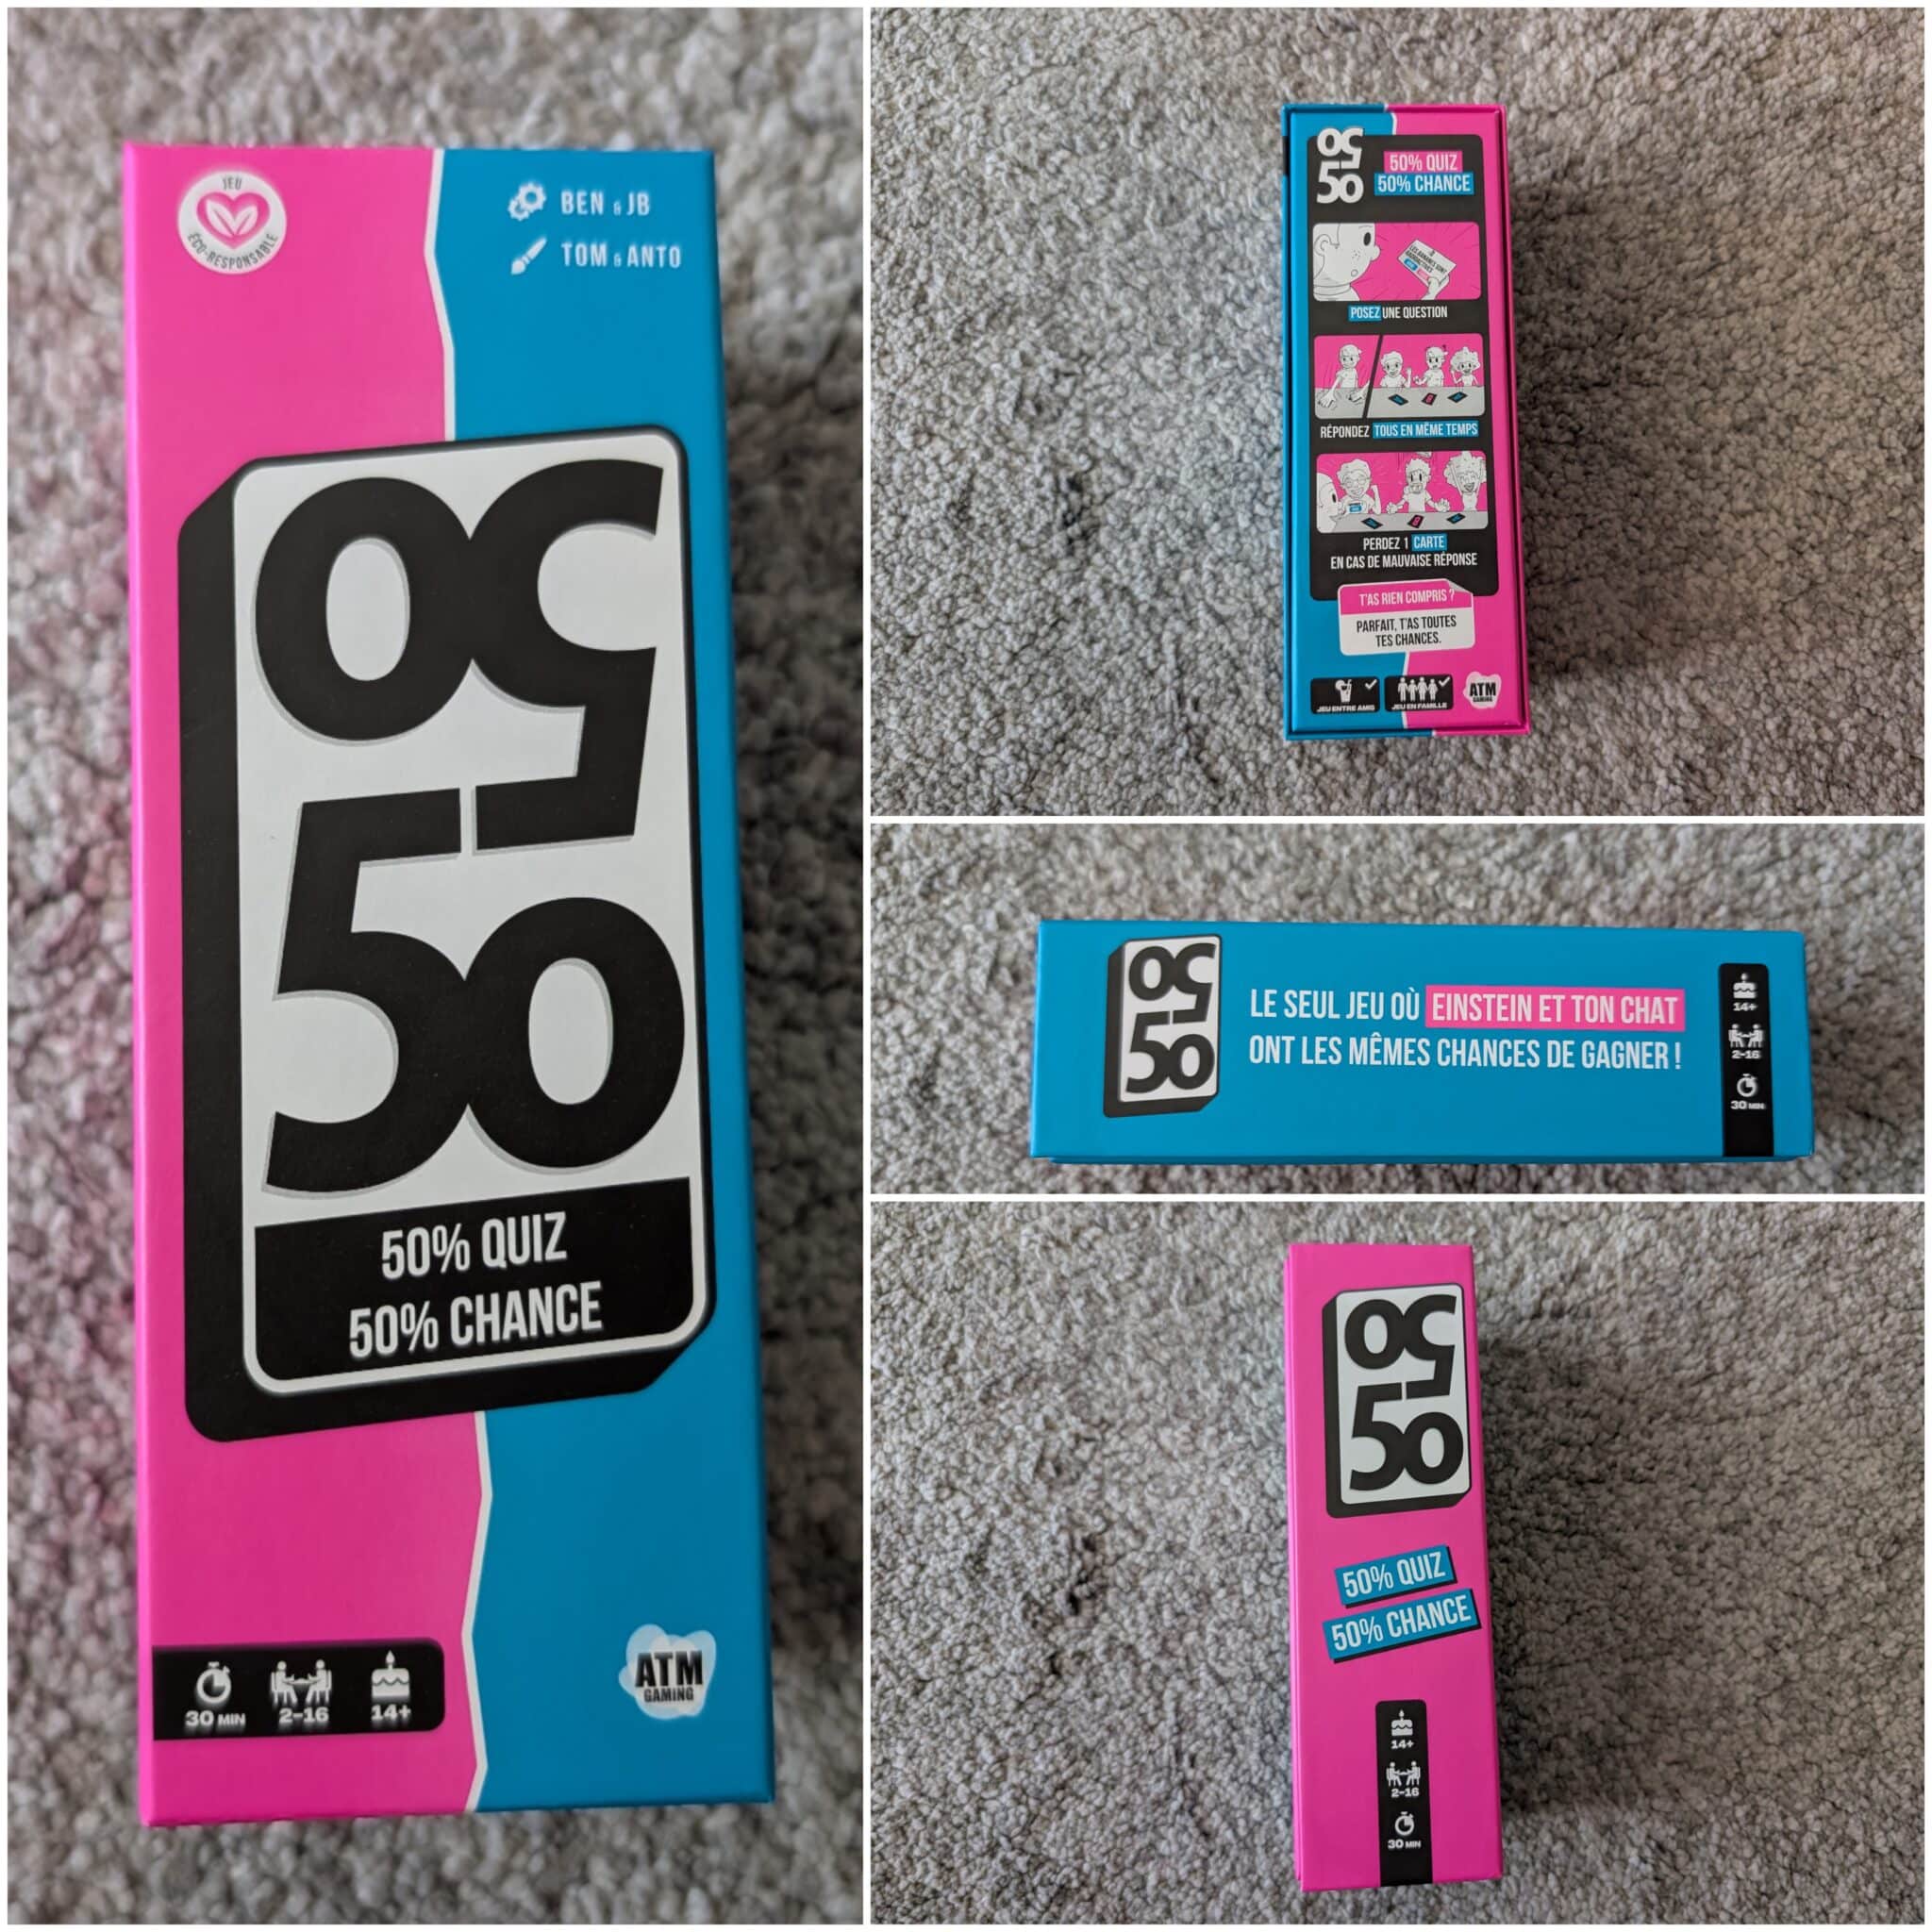 JEU
ÉCO-RESPONSABLE
BEN & JB
TOM & ANTO
50
50
50% QUIZ
50% CHANCE
30 MIN
2-16
14+
ATM
GAMING
50
50
50% QUIZ
50% CHANCE
LES BANANES SONT
RADIOACTIVES
POSEZ UNE QUESTION
RÉPONDEZ TOUS EN MÊME TEMPS
PERDEZ 1 CARTE
EN CAS DE MAUVAISE RÉPONSE
T'AS RIEN COMPRIS ?
PARFAIT, T'AS TOUTES
TES CHANCES.
JEU ENTRE AMIS
JEU EN FAMILLE
ATM
GAMING
50
50
LE SEUL JEU OÙ EINSTEIN ET TON CHAT
ONT LES MÊMES CHANCES DE GAGNER !
14+
2-16
30 MIN
50
50
50% QUIZ
50% CHANCE
14+
2-16
30 MIN